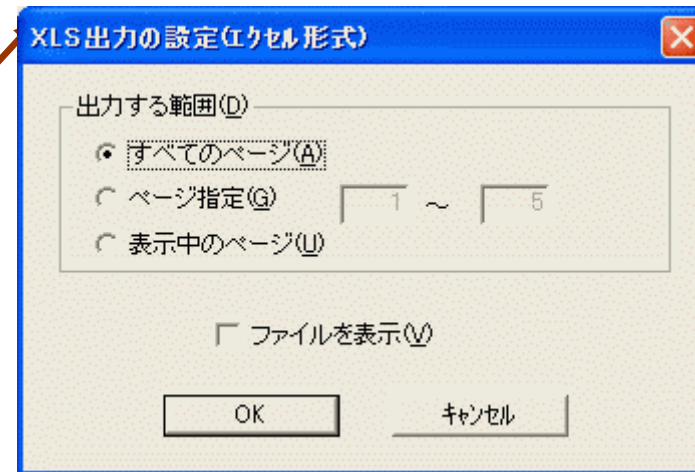 XLS出力の設定(ｴｸｾﾙ形式)
出力する範囲(D)
すべてのページ(A)
ページ指定(G) 1 ～ 5
表示中のページ(U)
ファイルを表示(V)
OK ｷｬﾝｾﾙ